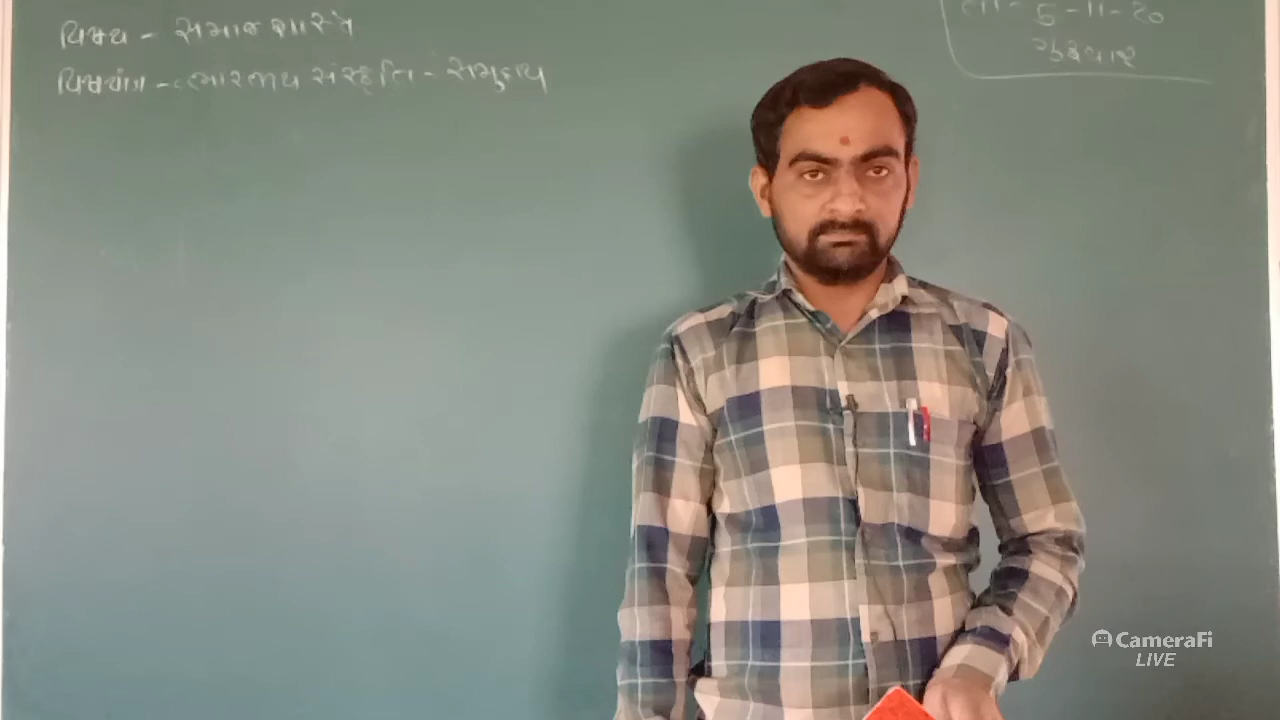 વિષય - સમાજશાસ્ત્ર
વિષયાંગ - ભારતીય સંસ્કૃતિ - સમુદાય
તા - 5 -11-20
ગુરૂવાર
CameraFi
LIVE